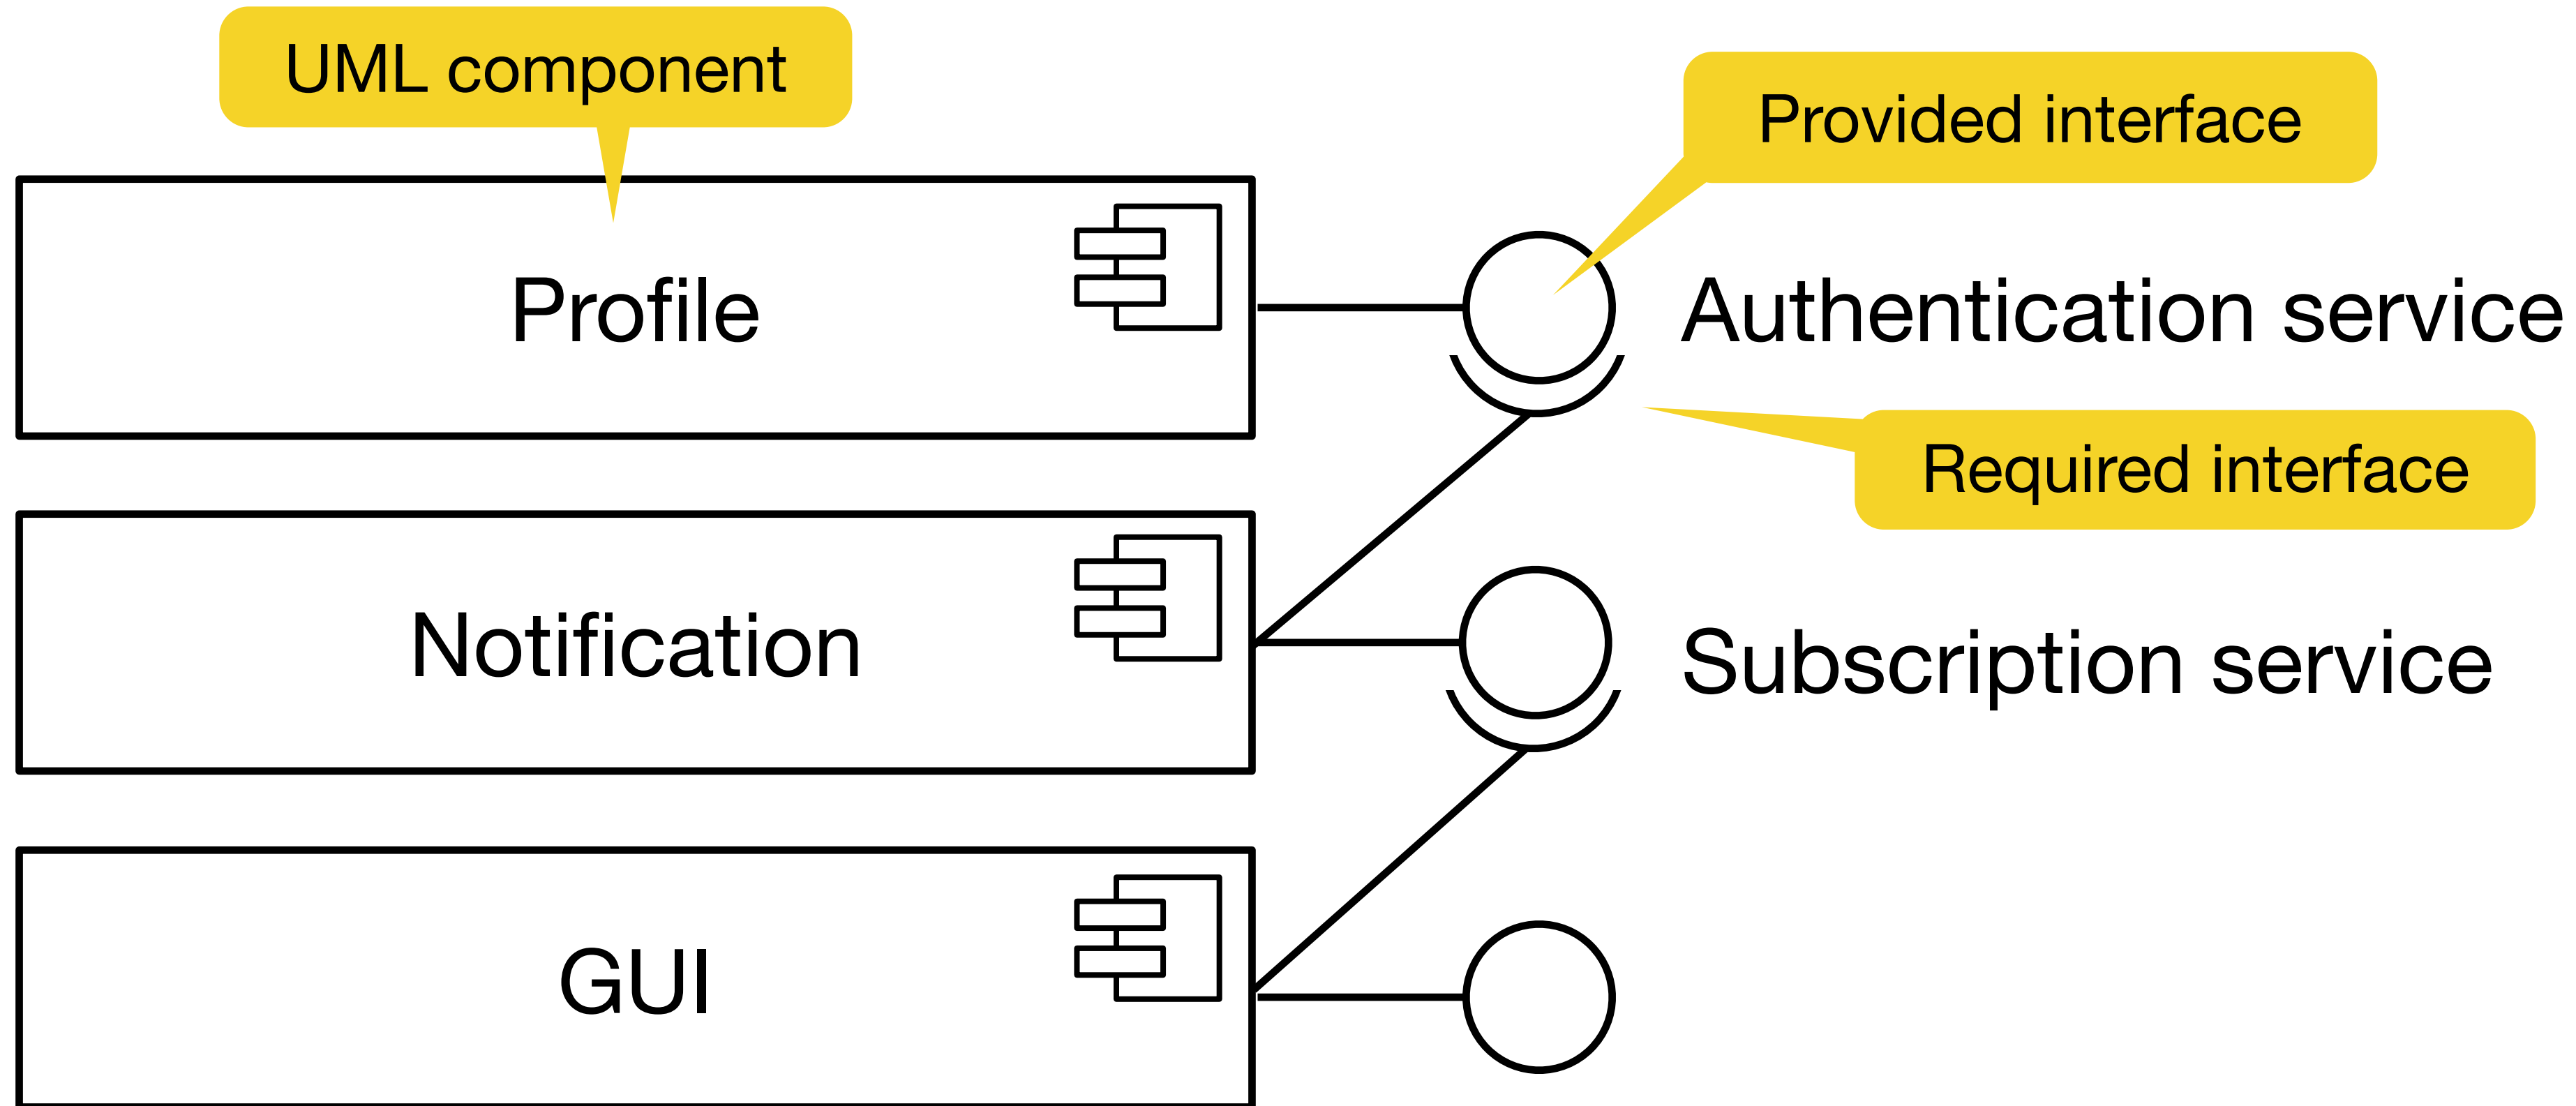 UML component
Provided interface
Profile
Authentication service
Required interface
Notification
Subscription service
GUI